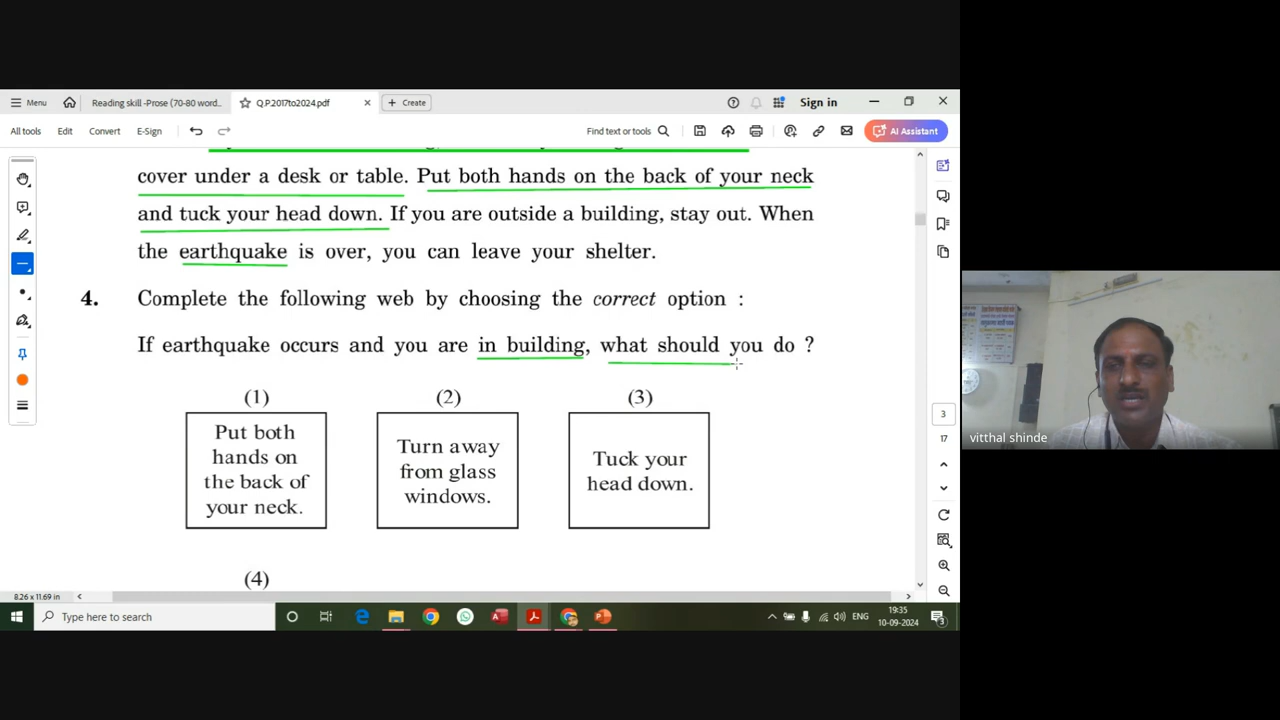 Menu
Reading skill -Prose (70-80 word...
Q.P.2017to2024.pdf
Create
Sign in
All tools
Edit
Convert
E-Sign
Find text or tools
AI Assistant
cover under a desk or table. Put both hands on the back of your neck
and tuck your head down. If you are outside a building, stay out. When
the earthquake is over, you can leave your shelter.
4. Complete the following web by choosing the correct option :
If earthquake occurs and you are in building, what should you do ?
(1)
Put both
hands on
the back of
your neck.
(2)
Turn away
from glass
windows.
(3)
Tuck your
head down.
(4)
3
17
8.26 x 11.69 in
Type here to search
ENG
19:35
10-09-2024
3
vitthal shinde